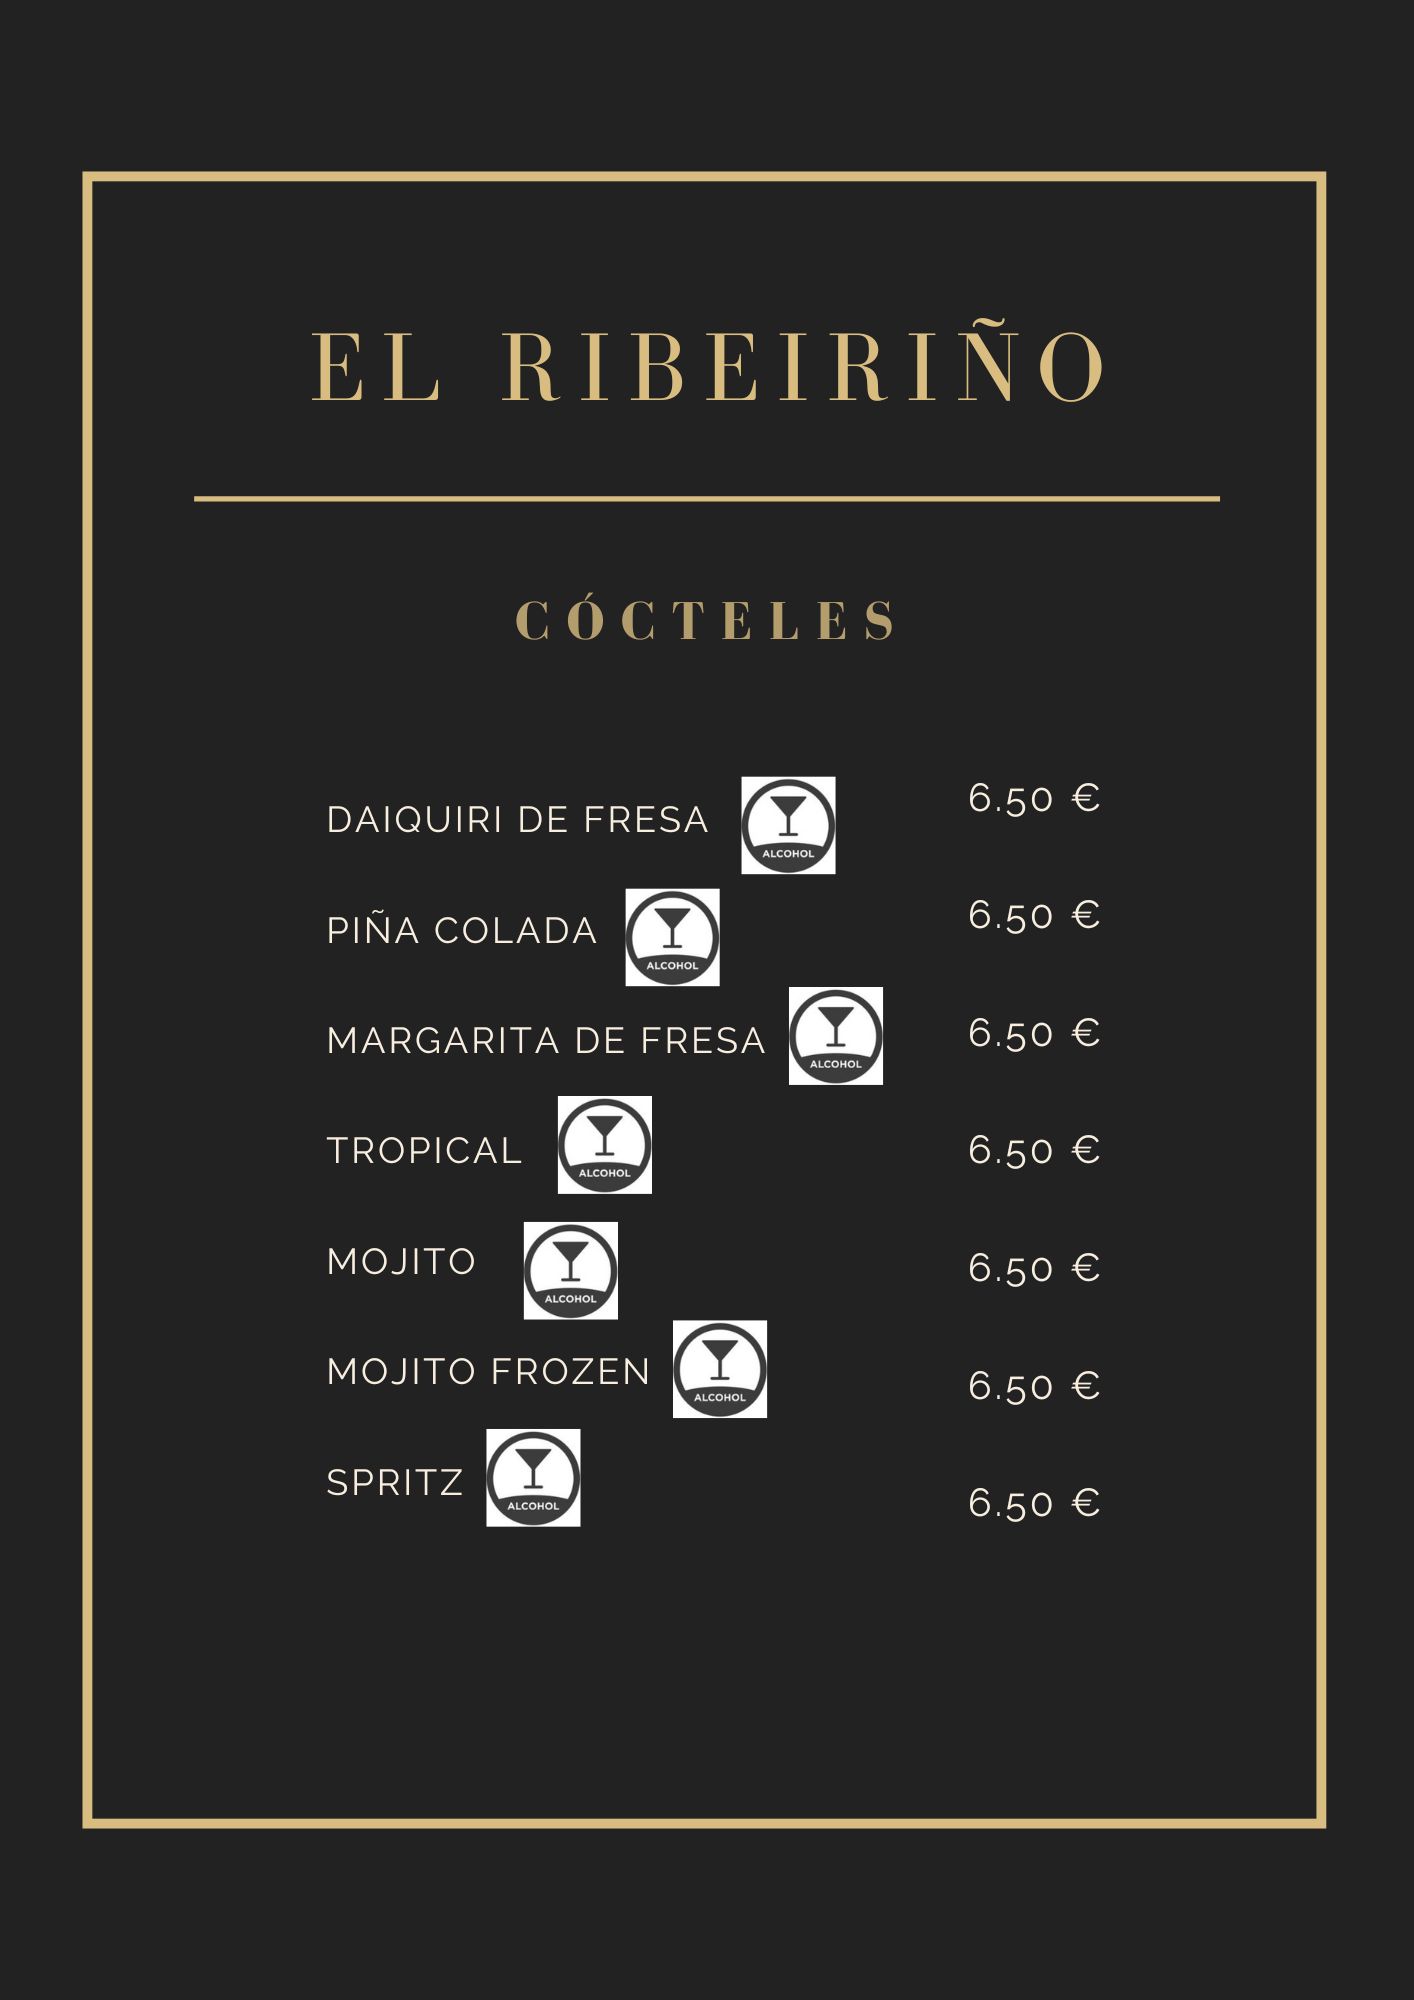 EL RIBEIRIÑO
CÓCTELES
DAIQUIRI DE FRESA ALCOHOL 6.50 €
PIÑA COLADA ALCOHOL 6.50 €
MARGARITA DE FRESA ALCOHOL 6.50 €
TROPICAL ALCOHOL 6.50 €
MOJITO ALCOHOL 6.50 €
MOJITO FROZEN ALCOHOL 6.50 €
SPRITZ ALCOHOL 6.50 €